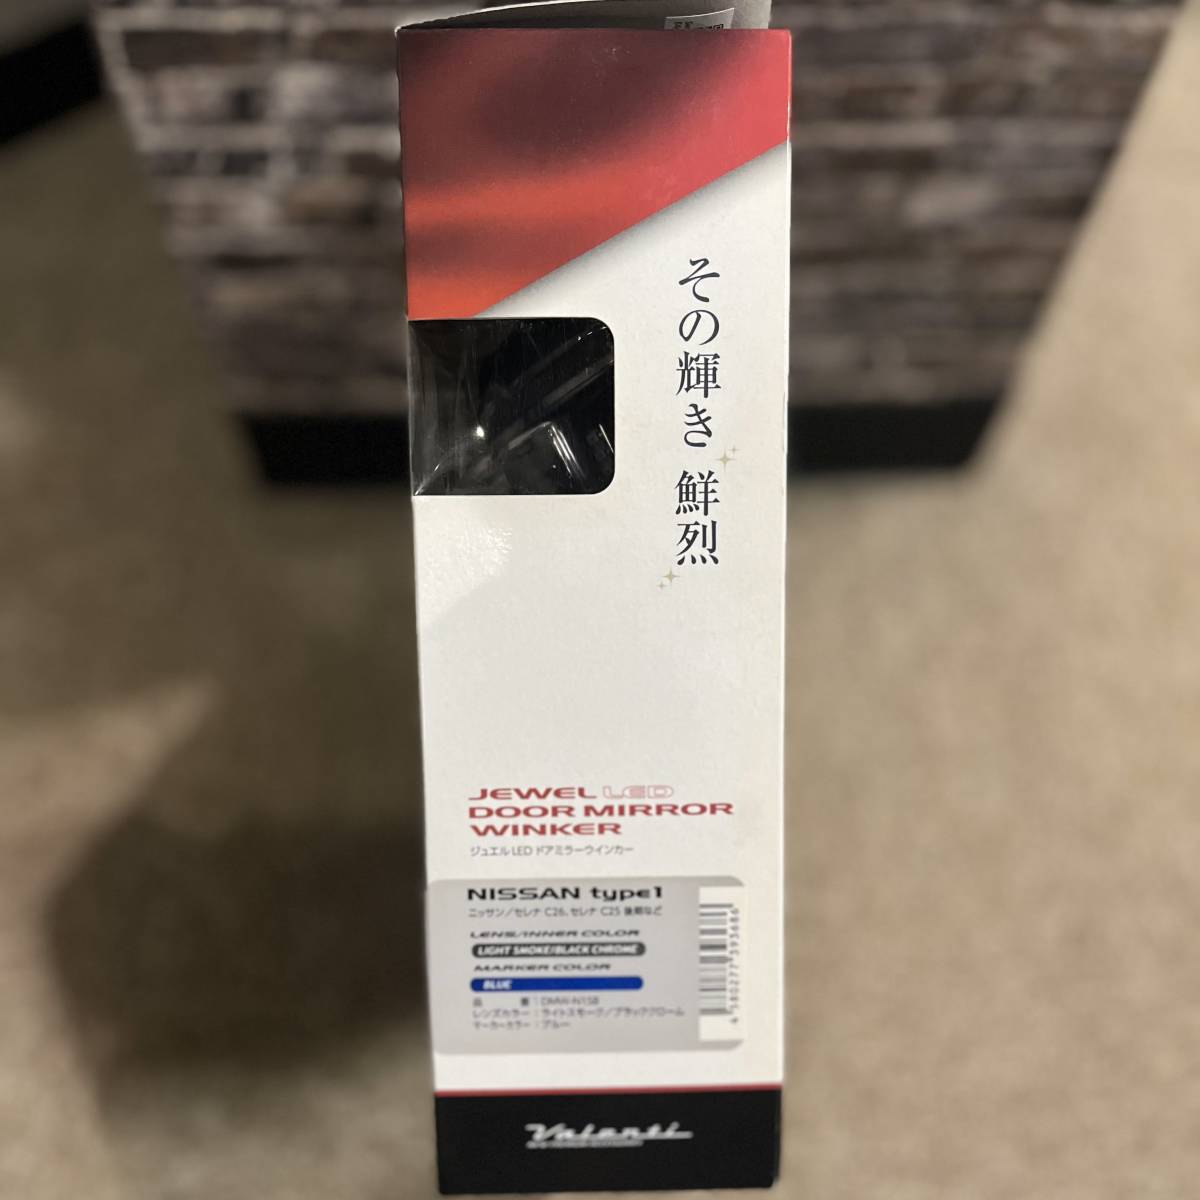 その輝き 鮮烈
JEWEL LED
DOOR MIRROR
WINKER
ジュエル LED ドアミラーウインカー
NISSAN type1
ニッサン/セレナ C26、セレナ C25 後期など
LENS/INNER COLOR
LIGHT SMOKE/BLACK CHROME
MARKER COLOR
BLUE
品 番 : DMW-N1SB
レンズカラー : ライトスモーク/ブラッククローム
マーカーカラー : ブルー
4 580277 393686
Valenti